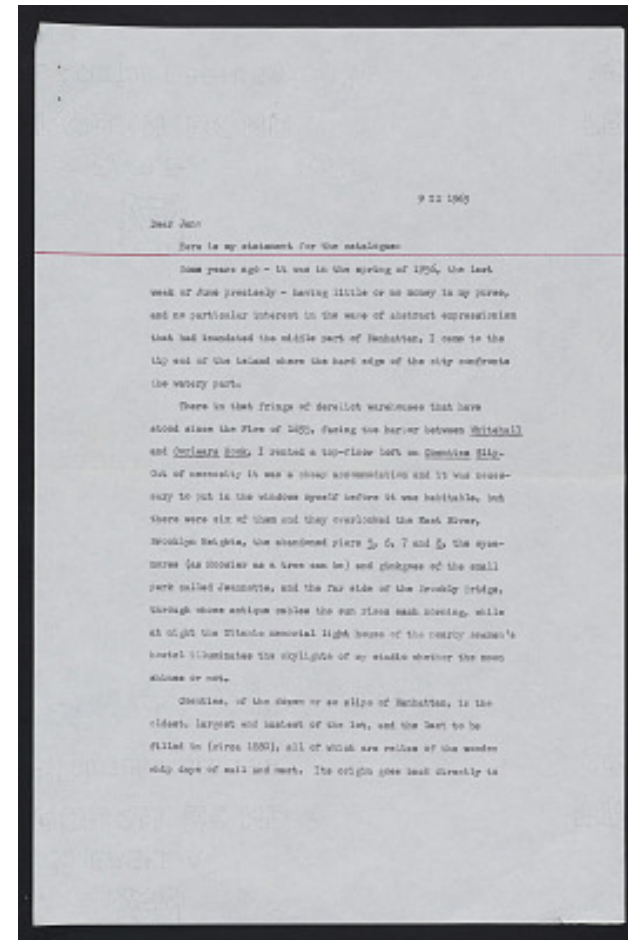 9 II 1963
Dear Jan:
Here is my statement for the catalogue:
Some years ago - it was in the spring of 1956, the last
week of June precisely - having little or no money in my purse,
and no particular interest in the wave of abstract expressionism
that had inundated the middle part of Manhattan, I came to the
tip end of the island where the hard edge of the city confronts
the watery part.
There in that fringe of derelict warehouses that have
stood since the Fire of 1835, facing the harbor between Whitehall
and Coenties Slip, I rented a top-floor loft on Coenties Slip.
Out of necessity it was a cheap accommodation and it was neces-
sary to put in the windows myself before it was habitable, but
there were six of them and they overlooked the East River,
Brooklyn Heights, the abandoned piers 5, 6, 7 and 8, the syca-
mores (as Hoosier as a tree can be) and ginkgoes of the small
park called Jeannette, and the far side of the Brookly Bridge,
through whose antique cables the sun rises each morning, while
at night the Titanic memorial light house of the nearby seamen's
hostel illuminates the skylights of my studio whether the moon
shines or not.
Coenties, of the dozen or so slips of Manhattan, is the
oldest, largest and busiest of the lot, and the last to be
filled in (circa 1880), all of which are relics of the wooden
ship days of sail and mast. Its origin goes back directly to